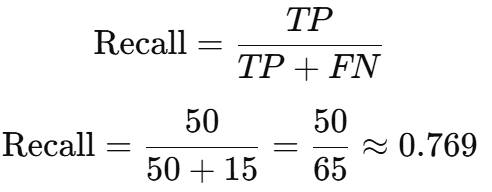 Recall = TP / (TP + FN)
Recall = 50 / (50 + 15) = 50 / 65 ≈ 0.769